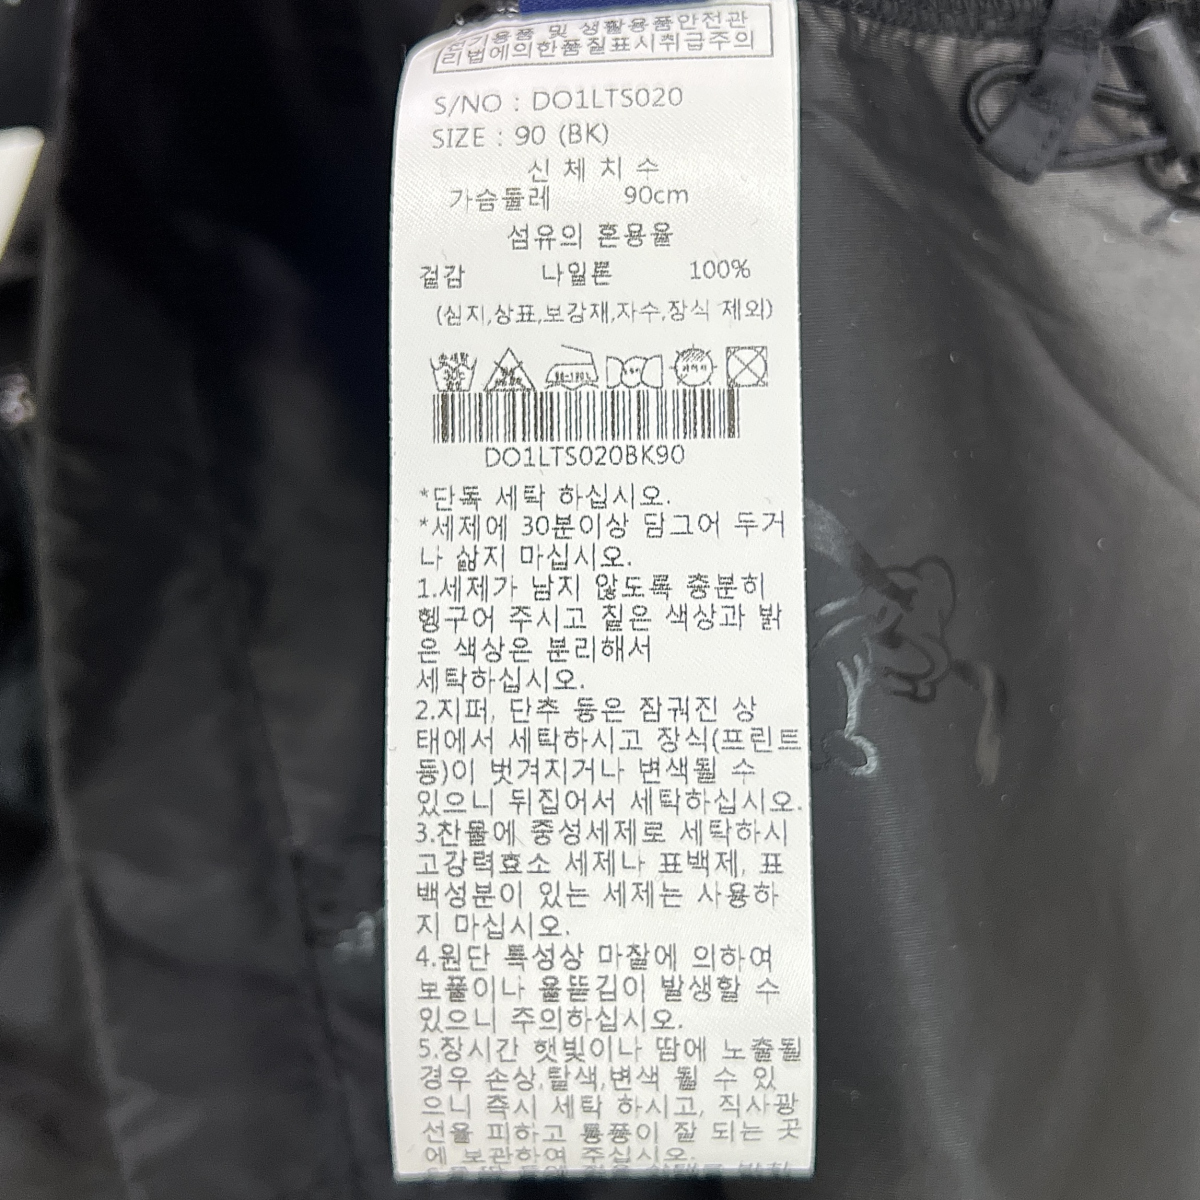 전기용품 및 생활용품안전관
리법에의한품질표시취급주의
S/NO : DO1LTS020
SIZE : 90 (BK)
신 체 치 수
가슴둘레 90cm
섬유의 혼용율
겉감 나일론 100%
(심지,상표,보강재,자수,장식 제외)
DO1LTS020BK90
*단독 세탁 하십시오.
*세제에 30분이상 담그어 두거
나 삶지 마십시오.
1.세제가 남지 않도록 충분히
헹구어 주시고 짙은 색상과 밝
은 색상은 분리해서
세탁하십시오.
2.지퍼, 단추 등은 잠궈진 상
태에서 세탁하시고 장식(프린트
등)이 벗겨지거나 변색될 수
있으니 뒤집어서 세탁하십시오.
3.찬물에 중성세제로 세탁하시
고강력효소 세제나 표백제, 표
백성분이 있는 세제는 사용하
지 마십시오.
4.원단 특성상 마찰에 의하여
보풀이나 올뜯김이 발생할 수
있으니 주의하십시오.
5.장시간 햇빛이나 땀에 노출될
경우 손상,탈색,변색 될 수 있
으니 즉시 세탁 하시고, 직사광
선을 피하고 통풍이 잘 되는 곳
에 보관하여 주십시오.